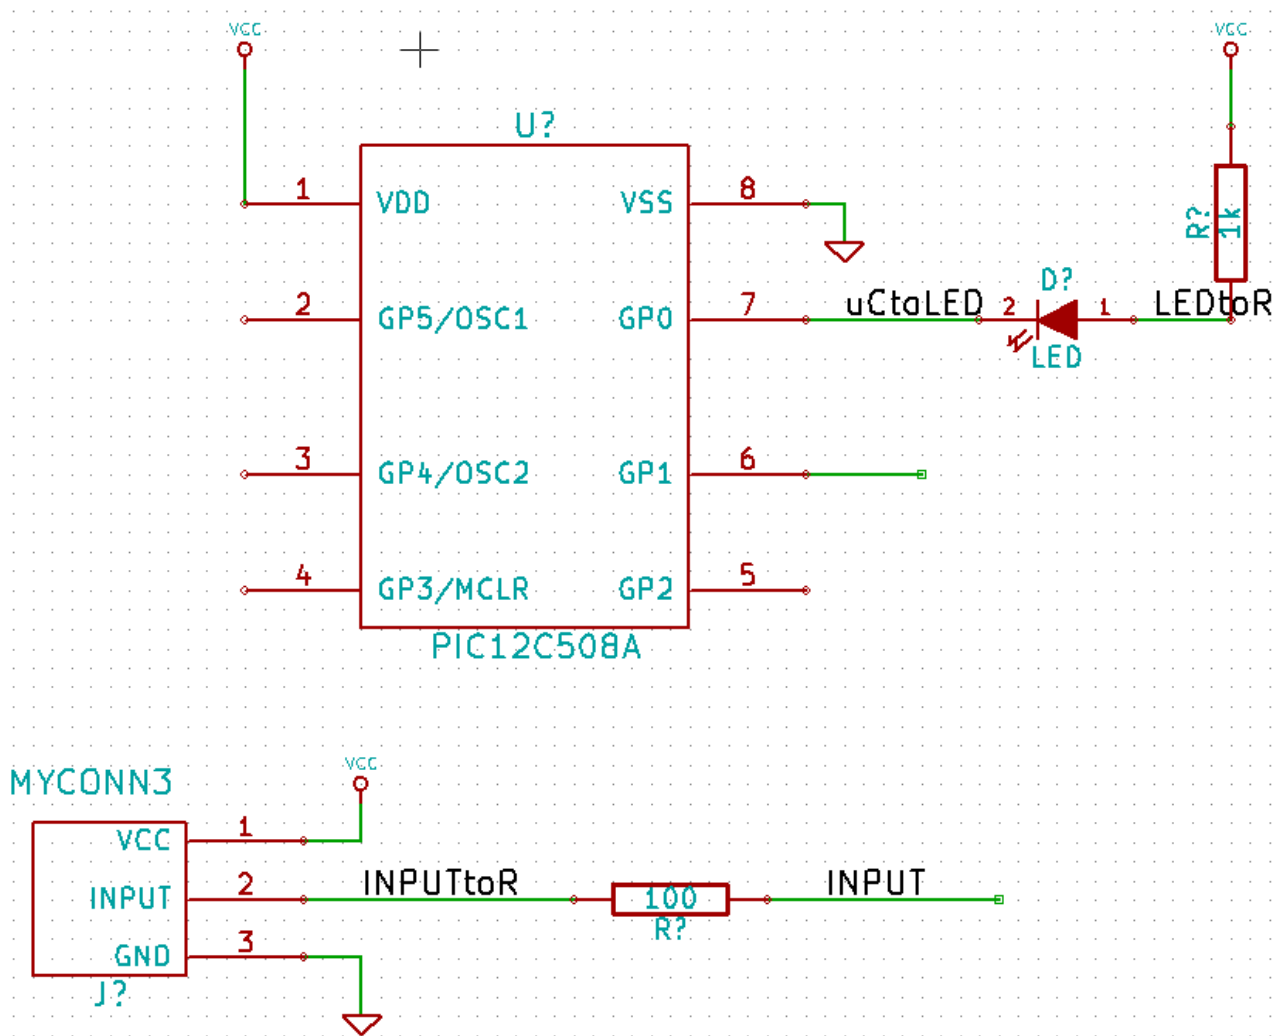 VCC
VCC
U?
1 VDD VSS 8
R? 1k
2 GP5/OSC1 GP0 7 uCtoLED 2 D? 1 LEDtoR
LED
3 GP4/OSC2 GP1 6
4 GP3/MCLR GP2 5
PIC12C508A
MYCONN3
VCC
VCC 1
INPUT 2 INPUTtoR 100 INPUT
R?
GND 3
J?